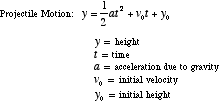 Projectile Motion: y = 1/2 at² + v₀t + y₀
y = height
t = time
a = acceleration due to gravity
v₀ = initial velocity
y₀ = initial height